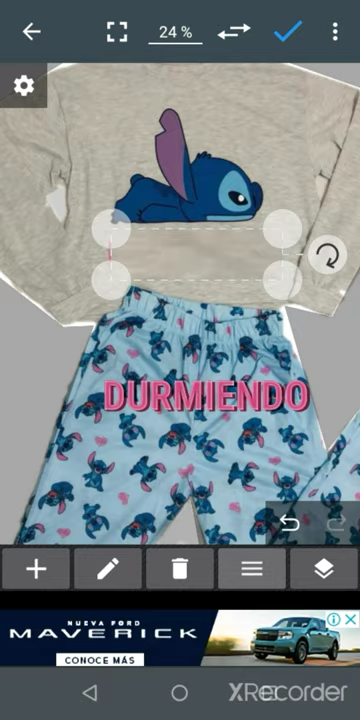 24 %
DURMIENDO
NUEVA FORD
MAVERICK
CONOCE MÁS
XRecorder